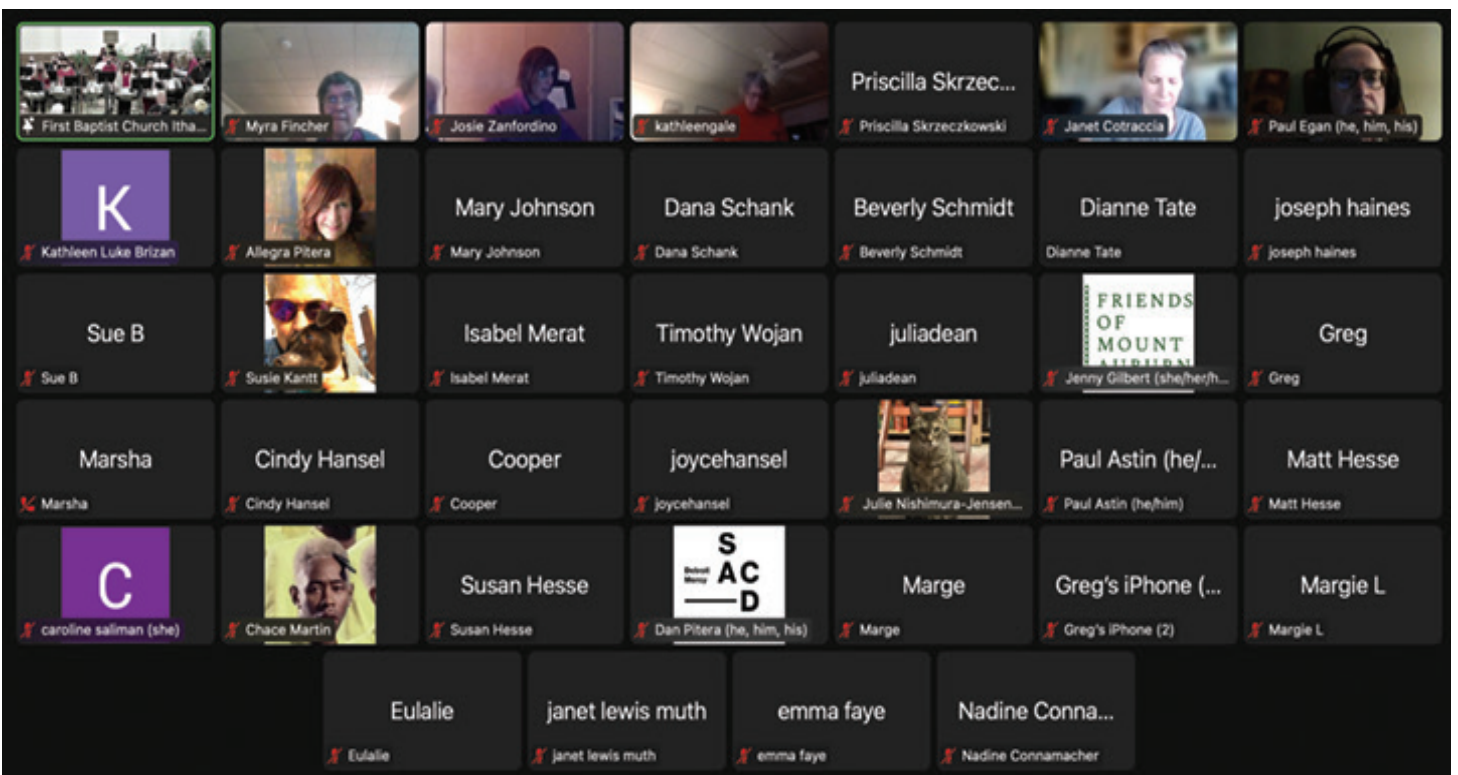 First Baptist Church Itha...
Myra Fincher
Josie Zanfordino
kathleengale
Priscilla Skrzec...
Priscilla Skrzeczkowski
Janet Cotraccia
Paul Egan (he, him, his)
K
Kathleen Luke Brizan
Allegra Pitera
Mary Johnson
Mary Johnson
Dana Schank
Dana Schank
Beverly Schmidt
Beverly Schmidt
Dianne Tate
Dianne Tate
joseph haines
joseph haines
Sue B
Sue B
Susie Kantt
Isabel Merat
Isabel Merat
Timothy Wojan
Timothy Wojan
juliadean
juliadean
FRIENDS
OF
MOUNT
AUBURN
Jenny Gilbert (she/her/h...
Greg
Greg
Marsha
Marsha
Cindy Hansel
Cindy Hansel
Cooper
Cooper
joycehansel
joycehansel
Julie Nishimura-Jensen...
Paul Astin (he/...
Paul Astin (he/him)
Matt Hesse
Matt Hesse
C
caroline saliman (she)
Chace Martin
Susan Hesse
Susan Hesse
S
Detroit
Mercy
AC
D
Dan Pitera (he, him, his)
Marge
Marge
Greg's iPhone (...
Greg's iPhone (2)
Margie L
Margie L
Eulalie
Eulalie
janet lewis muth
janet lewis muth
emma faye
emma faye
Nadine Conna...
Nadine Connamacher